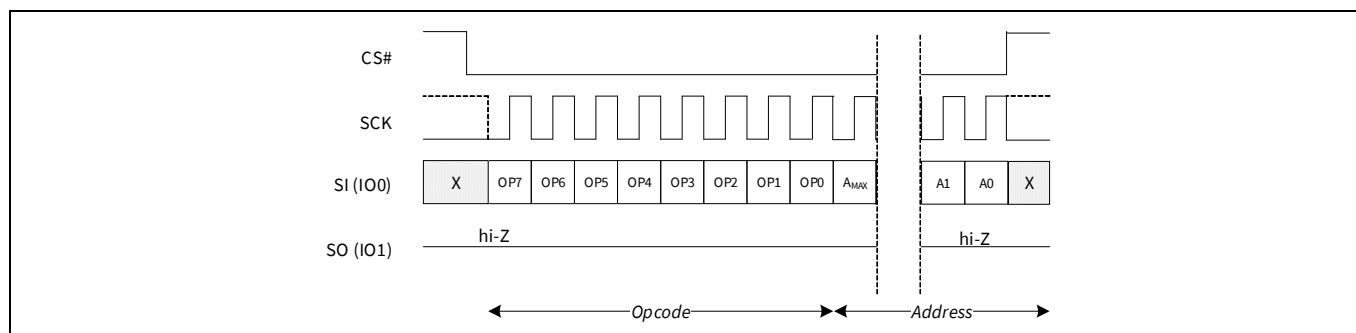 CS#
SCK
SI (IO0) X OP7 OP6 OP5 OP4 OP3 OP2 OP1 OP0 AMAX A1 A0 X
hi-Z hi-Z
SO (IO1)
Opcode Address